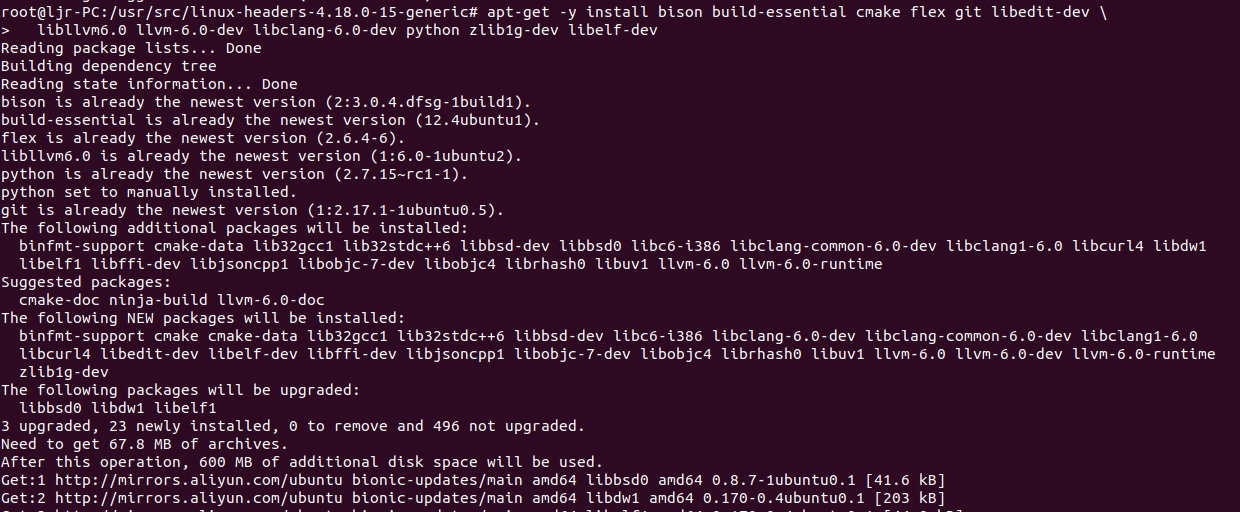 root@ljr-PC:/usr/src/linux-headers-4.18.0-15-generic# apt-get -y install bison build-essential cmake flex git libedit-dev \
>   libllvm6.0 llvm-6.0-dev libclang-6.0-dev python zlib1g-dev libelf-dev
Reading package lists... Done
Building dependency tree
Reading state information... Done
bison is already the newest version (2:3.0.4.dfsg-1build1).
build-essential is already the newest version (12.4ubuntu1).
flex is already the newest version (2.6.4-6).
libllvm6.0 is already the newest version (1:6.0-1ubuntu2).
python is already the newest version (2.7.15~rc1-1).
python set to manually installed.
git is already the newest version (1:2.17.1-1ubuntu0.5).
The following additional packages will be installed:
  binfmt-support cmake-data lib32gcc1 lib32stdc++6 libbsd-dev libbsd0 libc6-i386 libclang-common-6.0-dev libclang1-6.0 libcurl4 libdw1
  libelf1 libffi-dev libjsoncpp1 libobjc-7-dev libobjc4 librhash0 libuv1 llvm-6.0 llvm-6.0-runtime
Suggested packages:
  cmake-doc ninja-build llvm-6.0-doc
The following NEW packages will be installed:
  binfmt-support cmake cmake-data lib32gcc1 lib32stdc++6 libbsd-dev libc6-i386 libclang-6.0-dev libclang-common-6.0-dev libclang1-6.0
  libcurl4 libedit-dev libelf-dev libffi-dev libjsoncpp1 libobjc-7-dev libobjc4 librhash0 libuv1 llvm-6.0 llvm-6.0-dev llvm-6.0-runtime
  zlib1g-dev
The following packages will be upgraded:
  libbsd0 libdw1 libelf1
3 upgraded, 23 newly installed, 0 to remove and 496 not upgraded.
Need to get 67.8 MB of archives.
After this operation, 600 MB of additional disk space will be used.
Get:1 http://mirrors.aliyun.com/ubuntu bionic-updates/main amd64 libbsd0 amd64 0.8.7-1ubuntu0.1 [41.6 kB]
Get:2 http://mirrors.aliyun.com/ubuntu bionic-updates/main amd64 libdw1 amd64 0.170-0.4ubuntu0.1 [203 kB]